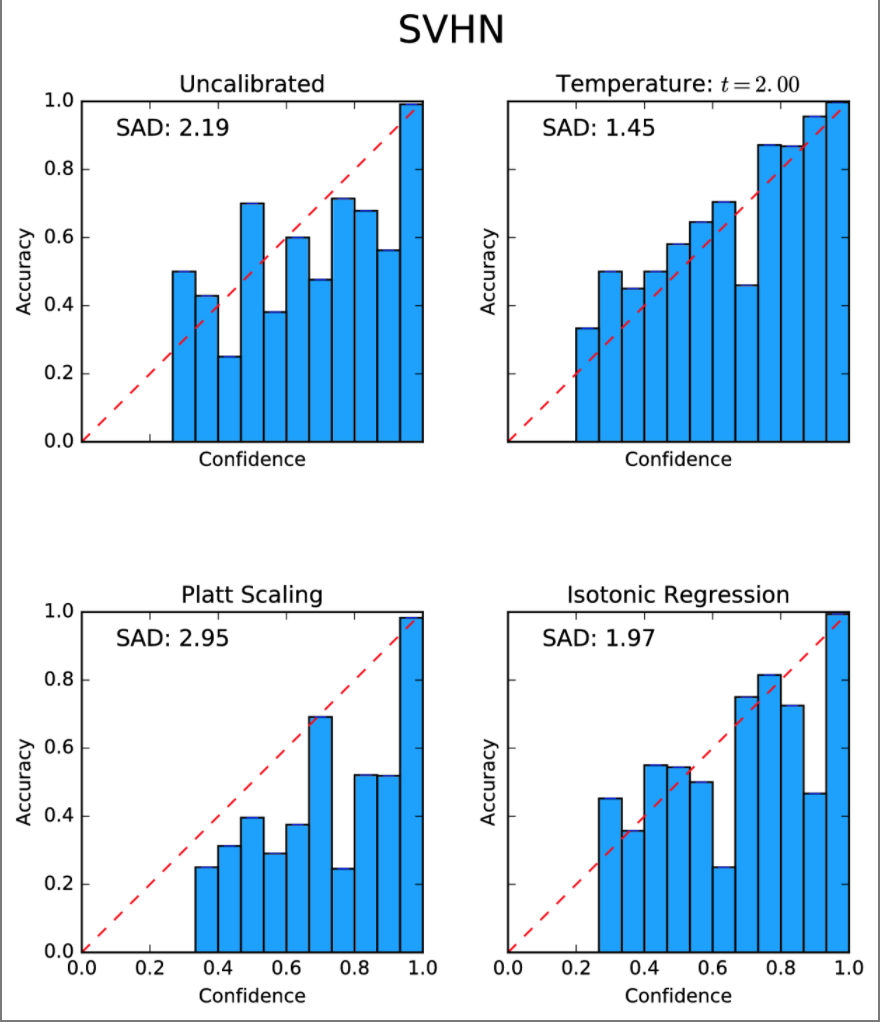 SVHN
Uncalibrated
SAD: 2.19
1.0
0.8
0.6
0.4
0.2
0.0
Accuracy
Confidence
Temperature: t = 2.00
SAD: 1.45
Accuracy
Confidence
Platt Scaling
SAD: 2.95
1.0
0.8
0.6
0.4
0.2
0.0
Accuracy
0.0 0.2 0.4 0.6 0.8 1.0
Confidence
Isotonic Regression
SAD: 1.97
Accuracy
0.0 0.2 0.4 0.6 0.8 1.0
Confidence